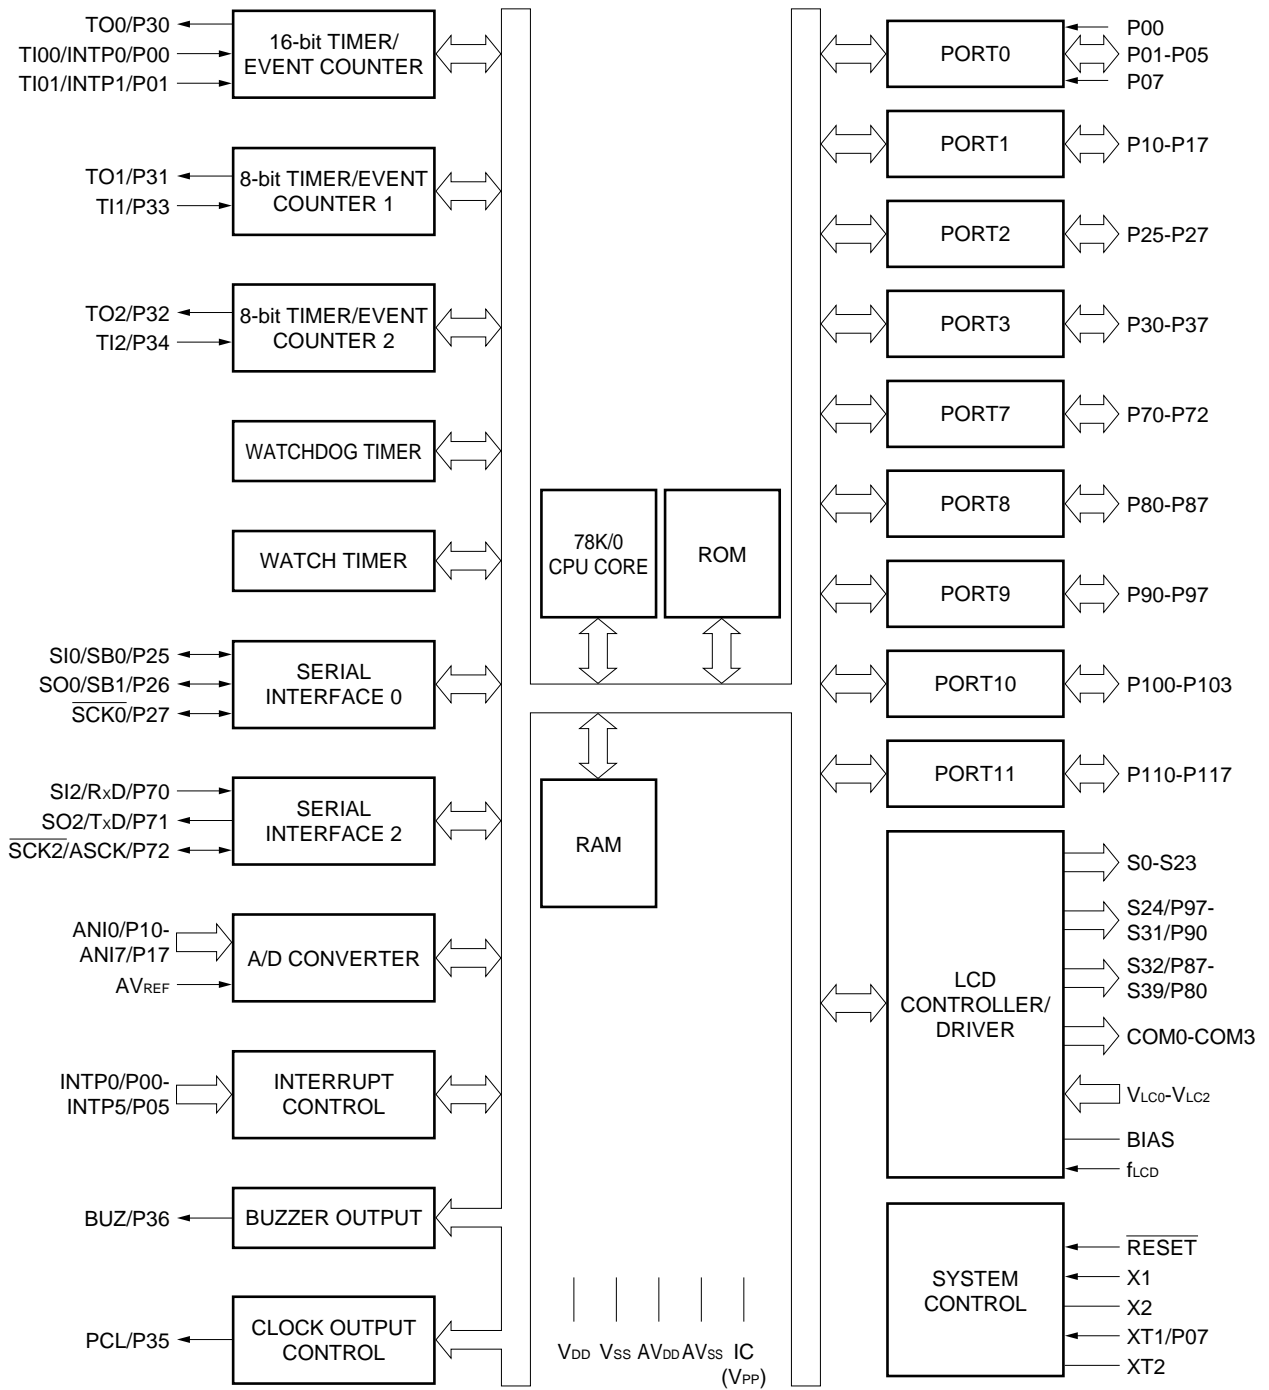 TO0/P30
TI00/INTP0/P00
TI01/INTP1/P01
16-bit TIMER/
EVENT COUNTER
TO1/P31
TI1/P33
8-bit TIMER/EVENT
COUNTER 1
TO2/P32
TI2/P34
8-bit TIMER/EVENT
COUNTER 2
WATCHDOG TIMER
WATCH TIMER
SI0/SB0/P25
SO0/SB1/P26
SCK0/P27
SERIAL
INTERFACE 0
SI2/RxD/P70
SO2/TxD/P71
SCK2/ASCK/P72
SERIAL
INTERFACE 2
ANI0/P10-
ANI7/P17
AVREF
A/D CONVERTER
INTP0/P00-
INTP5/P05
INTERRUPT
CONTROL
BUZ/P36
BUZZER OUTPUT
PCL/P35
CLOCK OUTPUT
CONTROL
78K/0
CPU CORE
ROM
RAM
VDD VSS AVDD AVSS IC
(VPP)
PORT0
P00
P01-P05
P07
PORT1
P10-P17
PORT2
P25-P27
PORT3
P30-P37
PORT7
P70-P72
PORT8
P80-P87
PORT9
P90-P97
PORT10
P100-P103
PORT11
P110-P117
LCD
CONTROLLER/
DRIVER
S0-S23
S24/P97-
S31/P90
S32/P87-
S39/P80
COM0-COM3
VLC0-VLC2
BIAS
fLCD
SYSTEM
CONTROL
RESET
X1
X2
XT1/P07
XT2